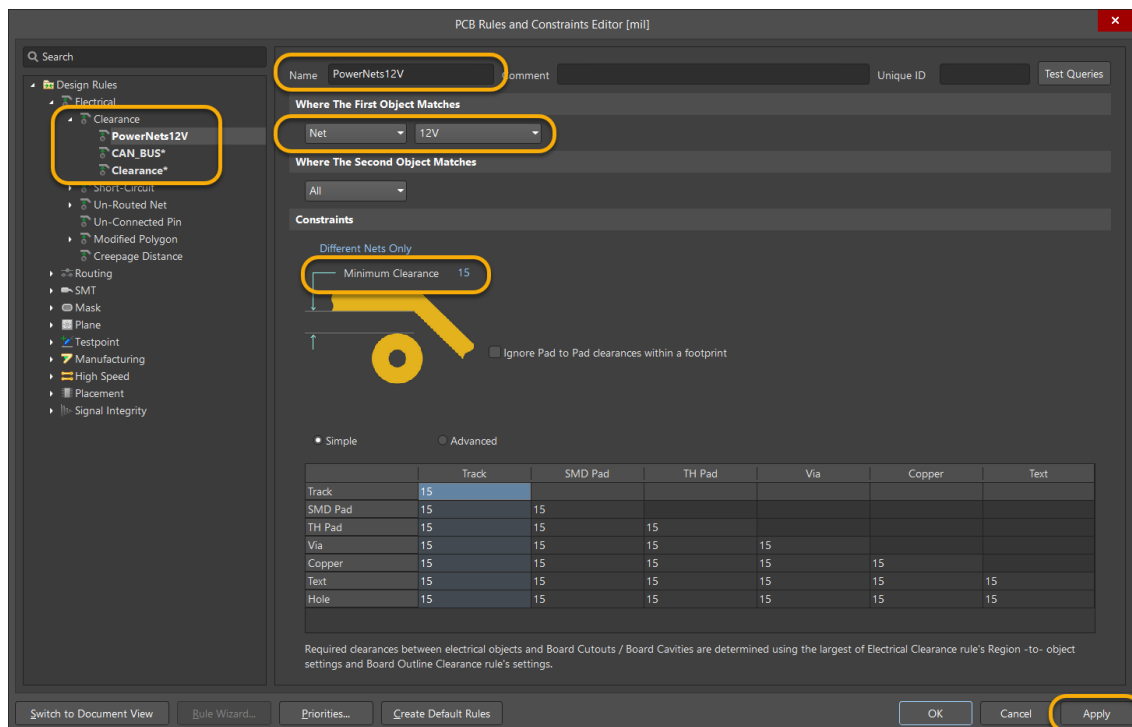 PCB Rules and Constraints Editor [mil]
Search
Design Rules
Electrical
Clearance
PowerNets12V
CAN_BUS*
Clearance*
Short-Circuit
Un-Routed Net
Un-Connected Pin
Modified Polygon
Creepage Distance
Routing
SMT
Mask
Plane
Testpoint
Manufacturing
High Speed
Placement
Signal Integrity
Name PowerNets12V Comment Unique ID Test Queries
Where The First Object Matches
Net 12V
Where The Second Object Matches
All
Constraints
Different Nets Only
Minimum Clearance 15
Ignore Pad to Pad clearances within a footprint
Simple Advanced
Track SMD Pad TH Pad Via Copper Text
Track 15
SMD Pad 15 15
TH Pad 15 15 15
Via 15 15 15 15
Copper 15 15 15 15 15
Text 15 15 15 15 15 15
Hole 15 15 15 15 15 15
Required clearances between electrical objects and Board Cutouts / Board Cavities are determined using the largest of Electrical Clearance rule's Region -to- object
settings and Board Outline Clearance rule's settings.
Switch to Document View Rule Wizard... Priorities... Create Default Rules OK Cancel Apply